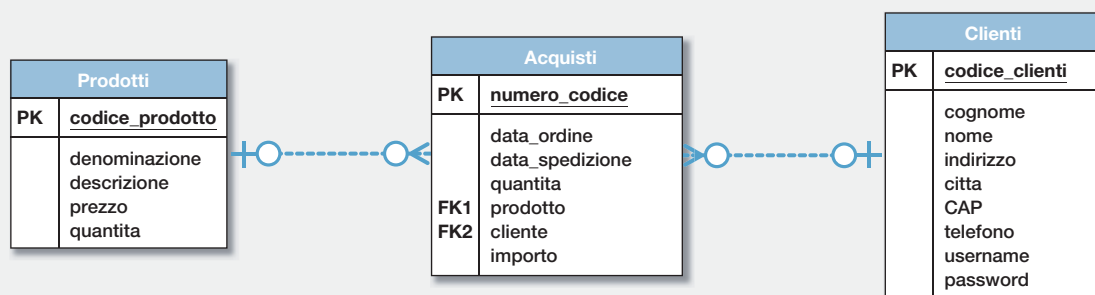 Prodotti
PK codice_prodotto
denominazione
descrizione
prezzo
quantita
Acquisti
PK numero_codice
data_ordine
data_spedizione
quantita
FK1 prodotto
FK2 cliente
importo
Clienti
PK codice_clienti
cognome
nome
indirizzo
citta
CAP
telefono
username
password